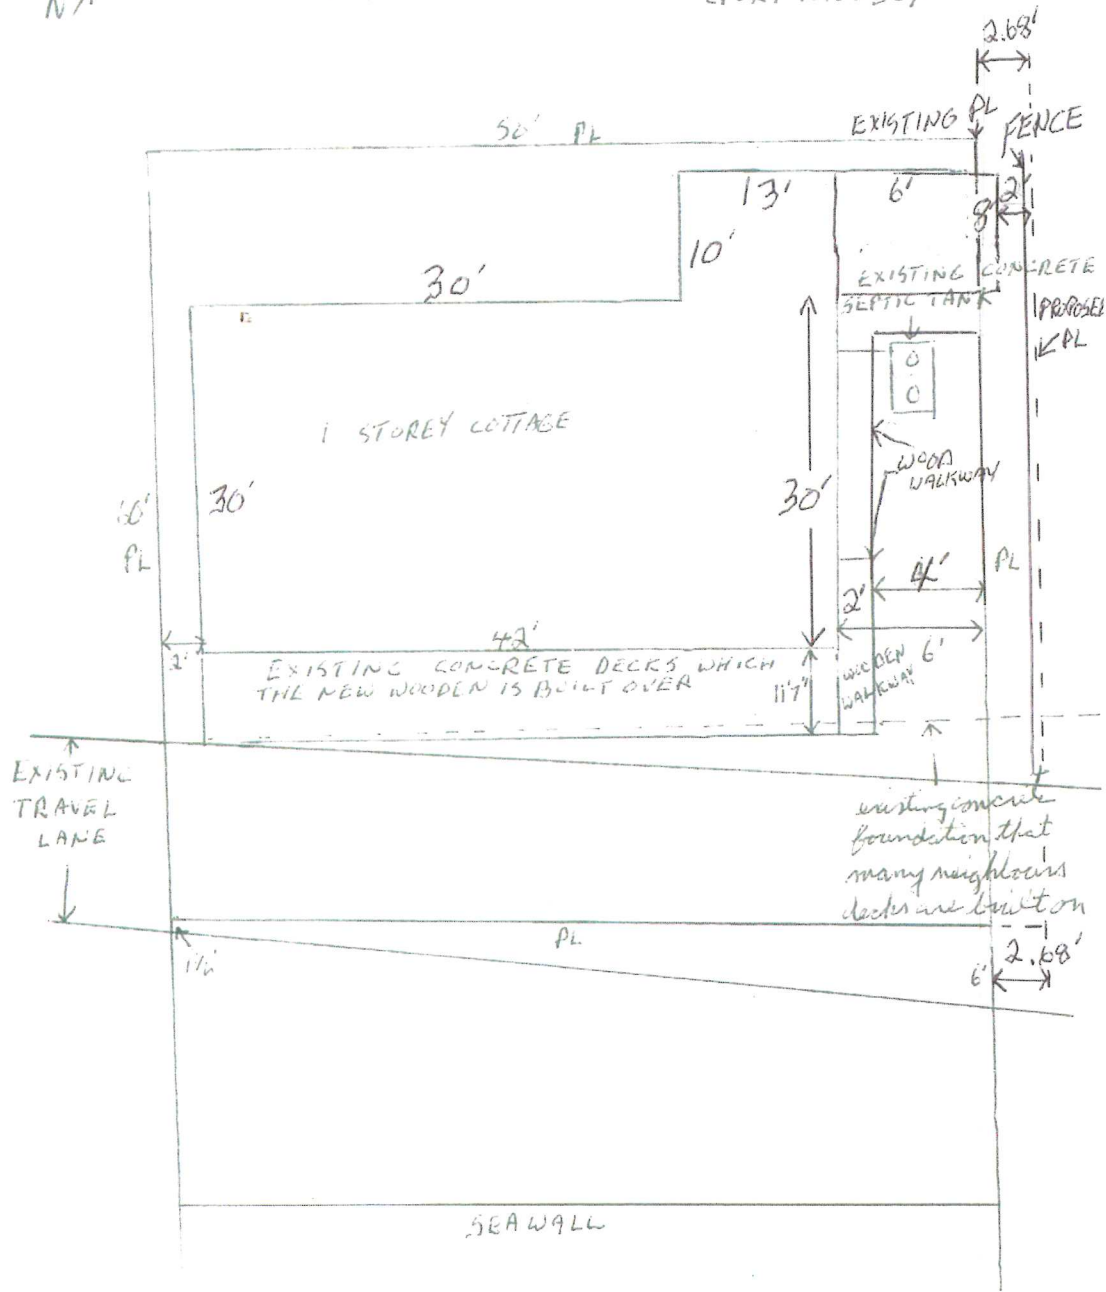 2.68'
50' PL
EXISTING PL
FENCE
13'
6'
2'
8'
10'
30'
EXISTING CONCRETE
SEPTIC TANK
PROPOSED
PL
1 STOREY COTTAGE
WOOD
WALKWAY
60'
PL
30'
30'
PL
4'
2'
6'
42'
2'
EXISTING CONCRETE DECKS WHICH
THE NEW WOODEN IS BUILT OVER
11'7"
WOODEN
WALKWAY
EXISTING
TRAVEL
LANE
existing concrete
foundation that
many neighbours
decks are built on
PL
6'
2.68'
SEAWALL